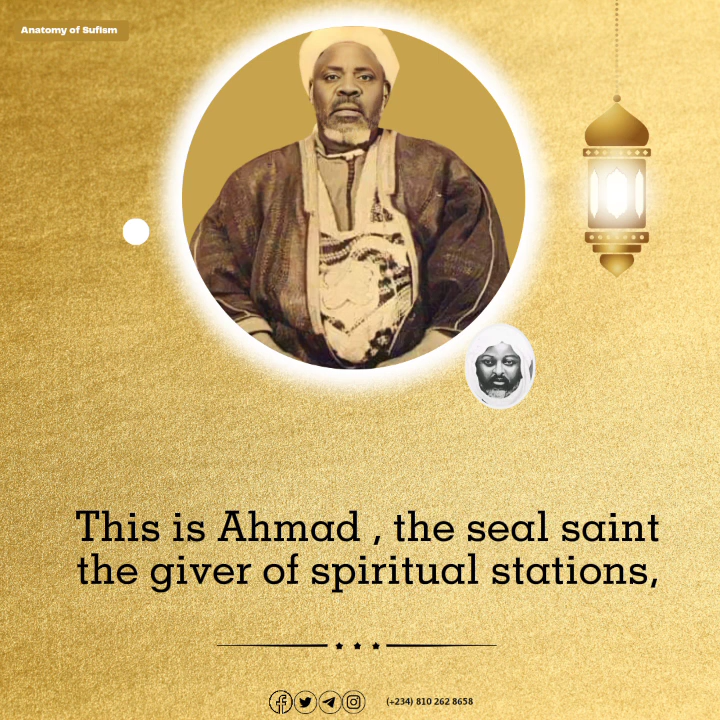 Anatomy of Sufism
This is Ahmad , the seal saint
the giver of spiritual stations,
(+234) 810 262 8658